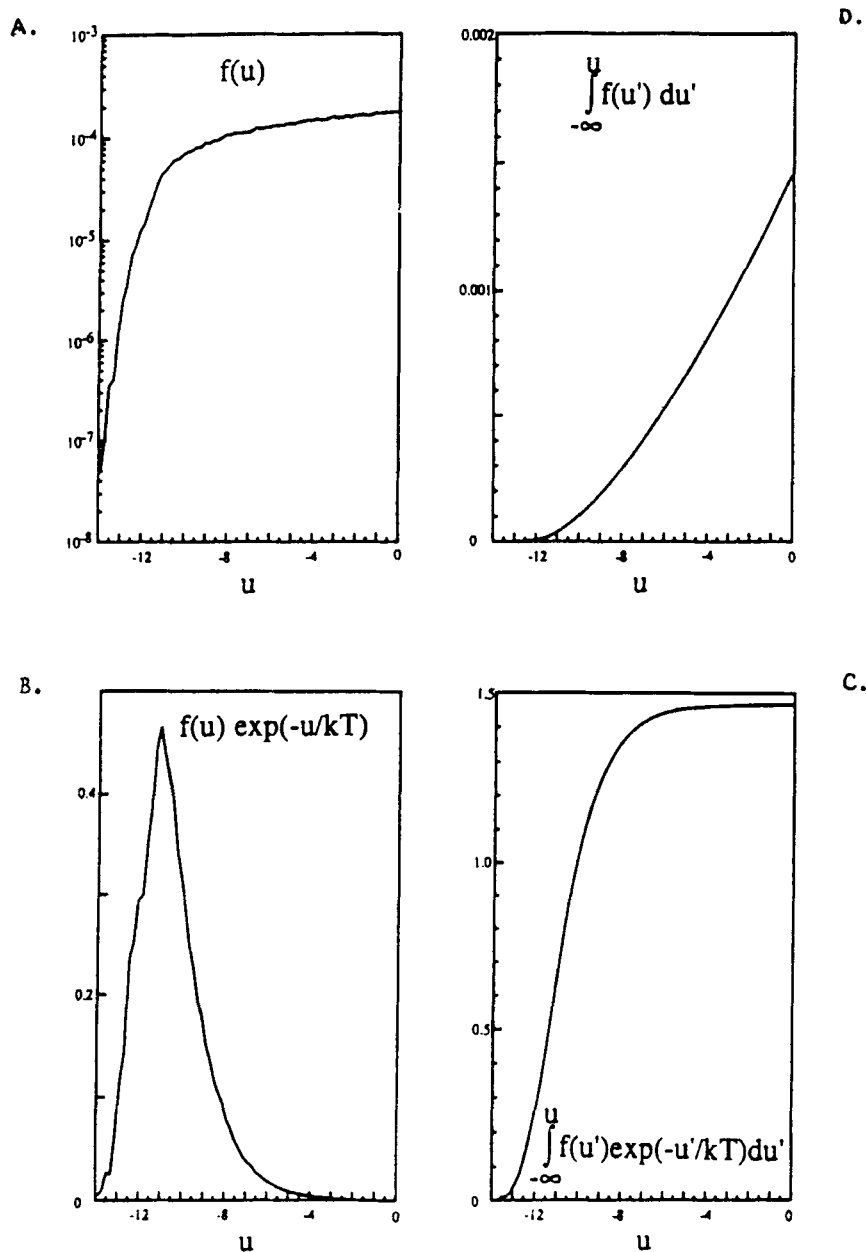 A.
10⁻³
10⁻⁴
10⁻⁵
10⁻⁶
10⁻⁷
10⁻⁸
f(u)
-12 -8 -4 0
u
D.
0.002
0.001
0
u
∫ f(u') du'
-∞
-12 -8 -4 0
u
B.
0.4
0.2
0
f(u) exp(-u/kT)
-12 -8 -4 0
u
C.
1.5
1.0
0.5
0
u
∫ f(u')exp(-u'/kT)du'
-∞
-12 -8 -4 0
u